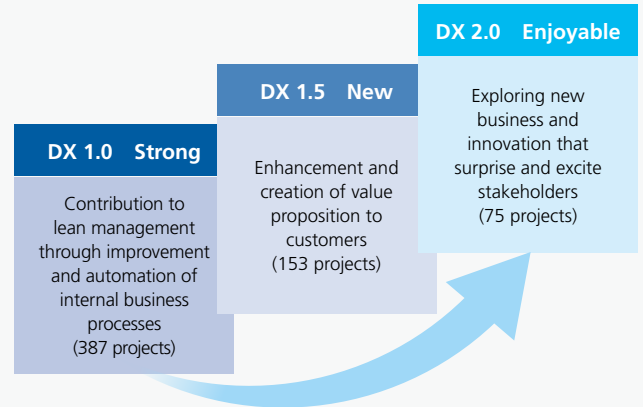 DX 1.0 Strong
Contribution to
lean management
through improvement
and automation of
internal business
processes
(387 projects)
DX 1.5 New
Enhancement and
creation of value
proposition to
customers
(153 projects)
DX 2.0 Enjoyable
Exploring new
business and
innovation that
surprise and excite
stakeholders
(75 projects)